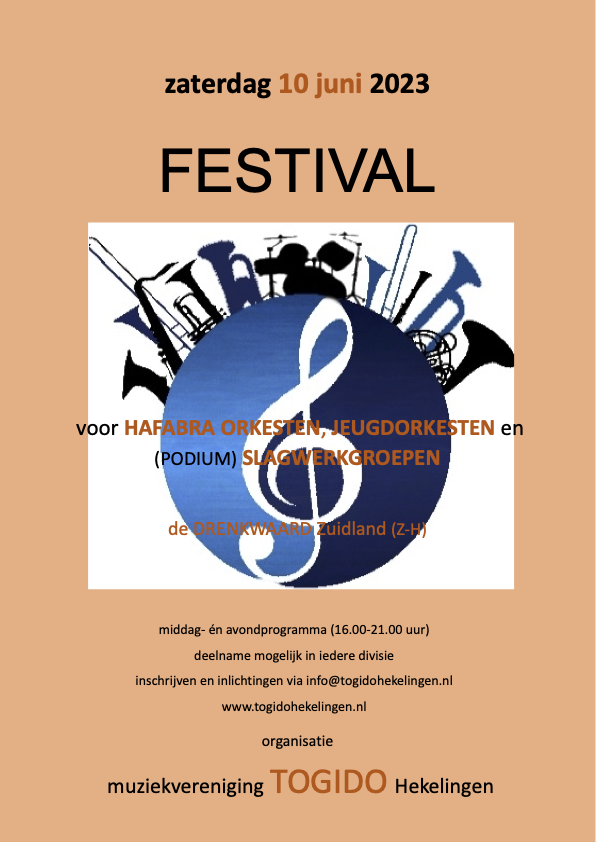 zaterdag 10 juni 2023
FESTIVAL
voor HAFABRA ORKESTEN, JEUGDORKESTEN en
(PODIUM) SLAGWERKGROEPEN
de DRENKWAARD Zuidland (Z-H)
middag- én avondprogramma (16.00-21.00 uur)
deelname mogelijk in iedere divisie
inschrijven en inlichtingen via info@togidohekelingen.nl
www.togidohekelingen.nl
organisatie
muziekvereniging TOGIDO Hekelingen